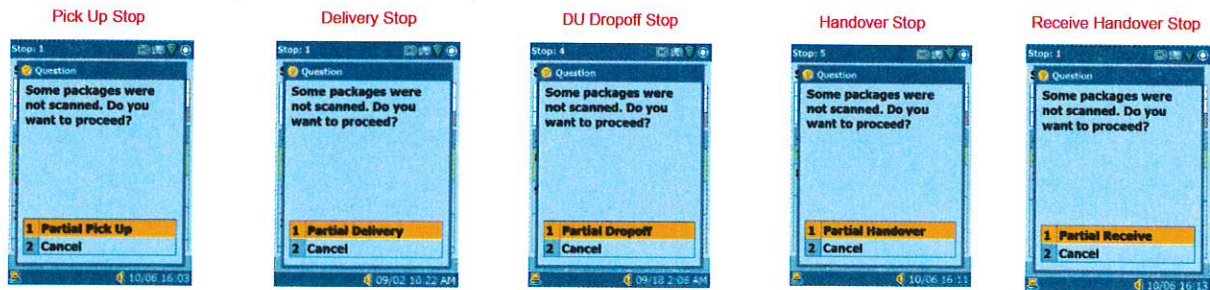 Pick Up Stop
Stop: 1
Question
Some packages were
not scanned. Do you
want to proceed?
1 Partial Pick Up
2 Cancel
10/06 16:03
Delivery Stop
Stop: 1
Question
Some packages were
not scanned. Do you
want to proceed?
1 Partial Delivery
2 Cancel
09/02 10:22 AM
DU Dropoff Stop
Stop: 4
Question
Some packages were
not scanned. Do you
want to proceed?
1 Partial Dropoff
2 Cancel
09/18 2:06 AM
Handover Stop
Stop: 5
Question
Some packages were
not scanned. Do you
want to proceed?
1 Partial Handover
2 Cancel
10/06 16:11
Receive Handover Stop
Stop: 1
Question
Some packages were
not scanned. Do you
want to proceed?
1 Partial Receive
2 Cancel
10/06 16:13